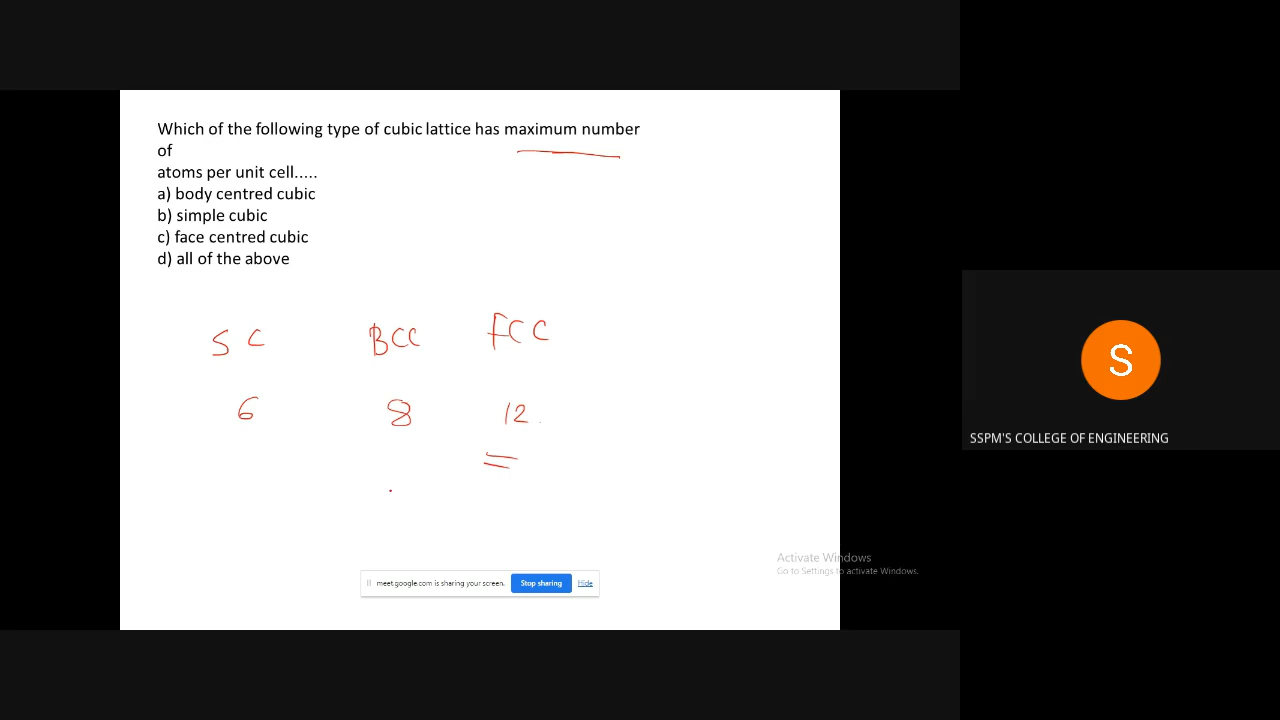 Which of the following type of cubic lattice has maximum number
of
atoms per unit cell.....
a) body centred cubic
b) simple cubic
c) face centred cubic
d) all of the above
SC BCC FCC
6 8 12
SSPM'S COLLEGE OF ENGINEERING
S
Activate Windows
Go to Settings to activate Windows.
meet.google.com is sharing your screen. Stop sharing Hide